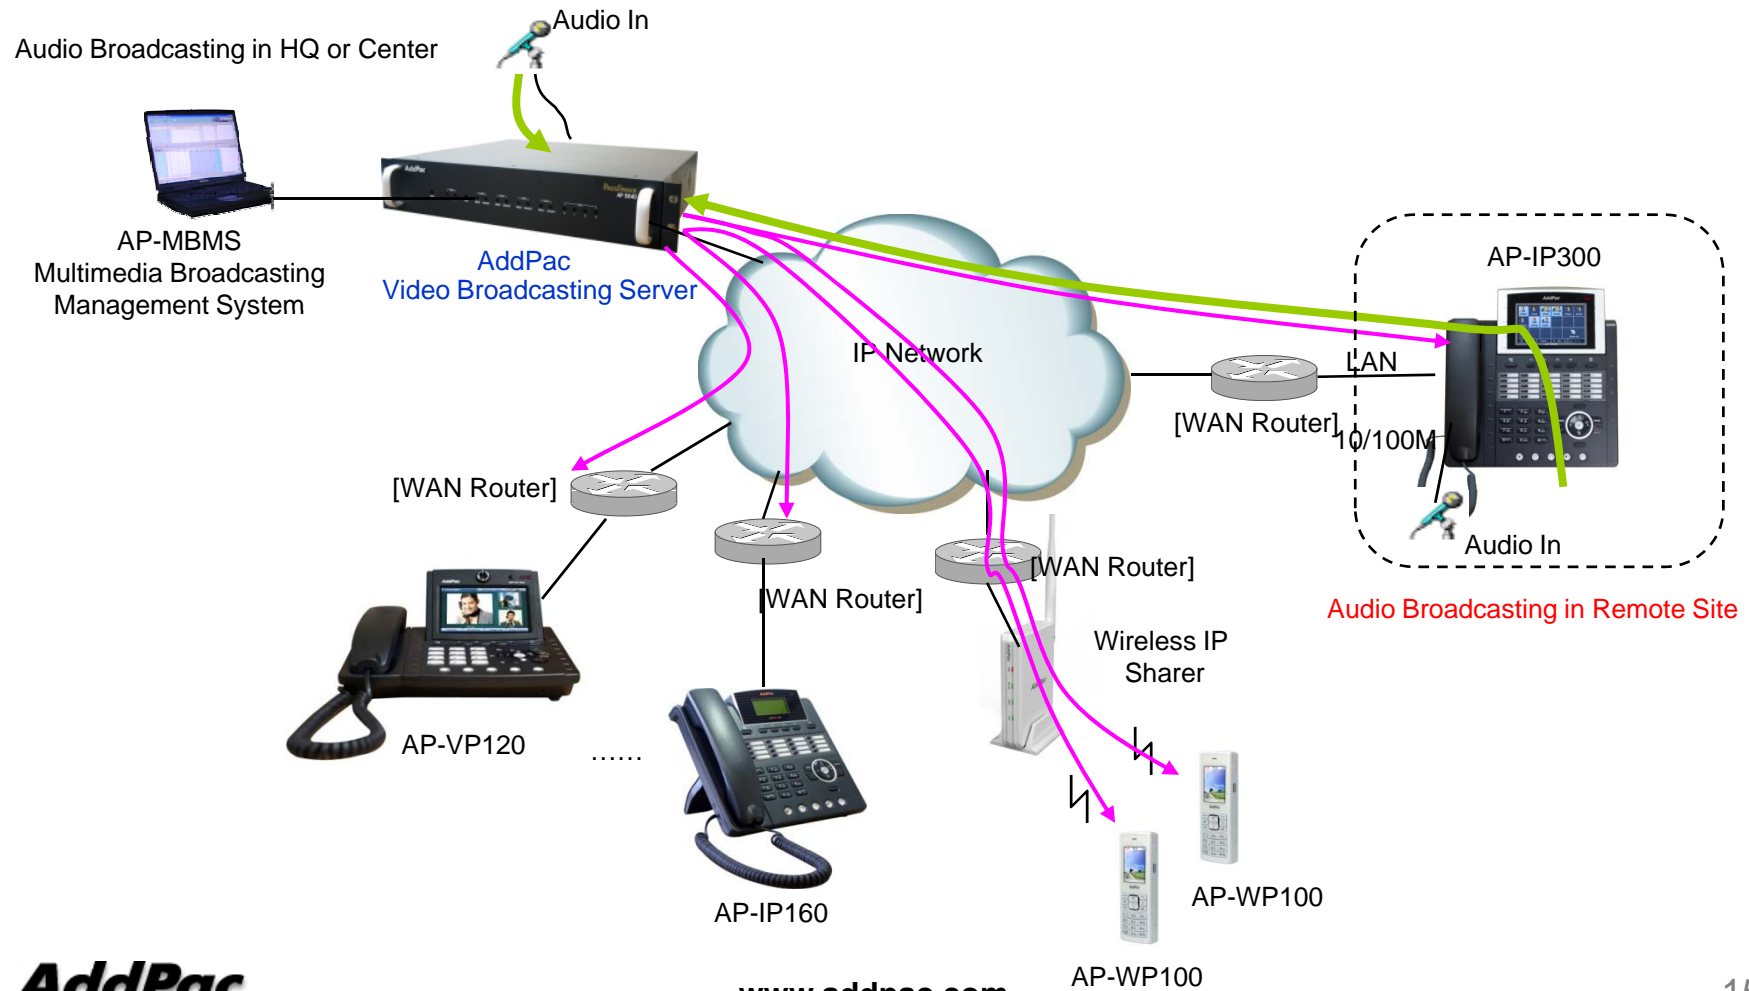 Audio In
Audio Broadcasting in HQ or Center
AddPac
AP-MBMS
Multimedia Broadcasting
Management System
AddPac
Video Broadcasting Server
AP-IP300
AddPac
IP Network
LAN
[WAN Router]
10/100M
[WAN Router]
Audio In
[WAN Router]
[WAN Router]
Audio Broadcasting in Remote Site
Wireless IP
Sharer
AP-VP120
......
AP-IP160
AP-WP100
AP-WP100
AddPac
www.addpac.com